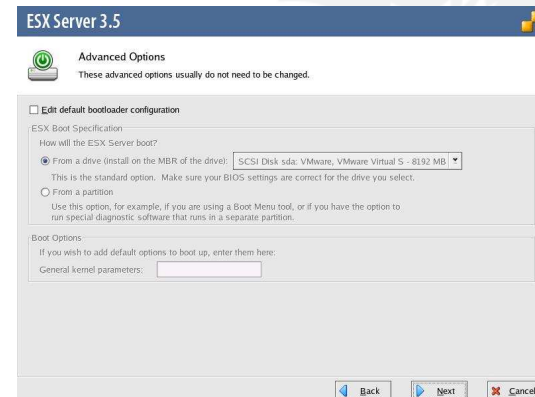 ESX Server 3.5
Advanced Options
These advanced options usually do not need to be changed.
Edit default bootloader configuration
ESX Boot Specification
How will the ESX Server boot?
From a drive (install on the MBR of the drive): SCSI Disk sda: VMware, VMware Virtual S - 8192 MB
This is the standard option. Make sure your BIOS settings are correct for the drive you select.
From a partition
Use this option, for example, if you are using a Boot Menu tool, or if you have the option to
run special diagnostic software that runs in a separate partition.
Boot Options
If you wish to add default options to boot up, enter them here:
General kernel parameters:
Back Next Cancel